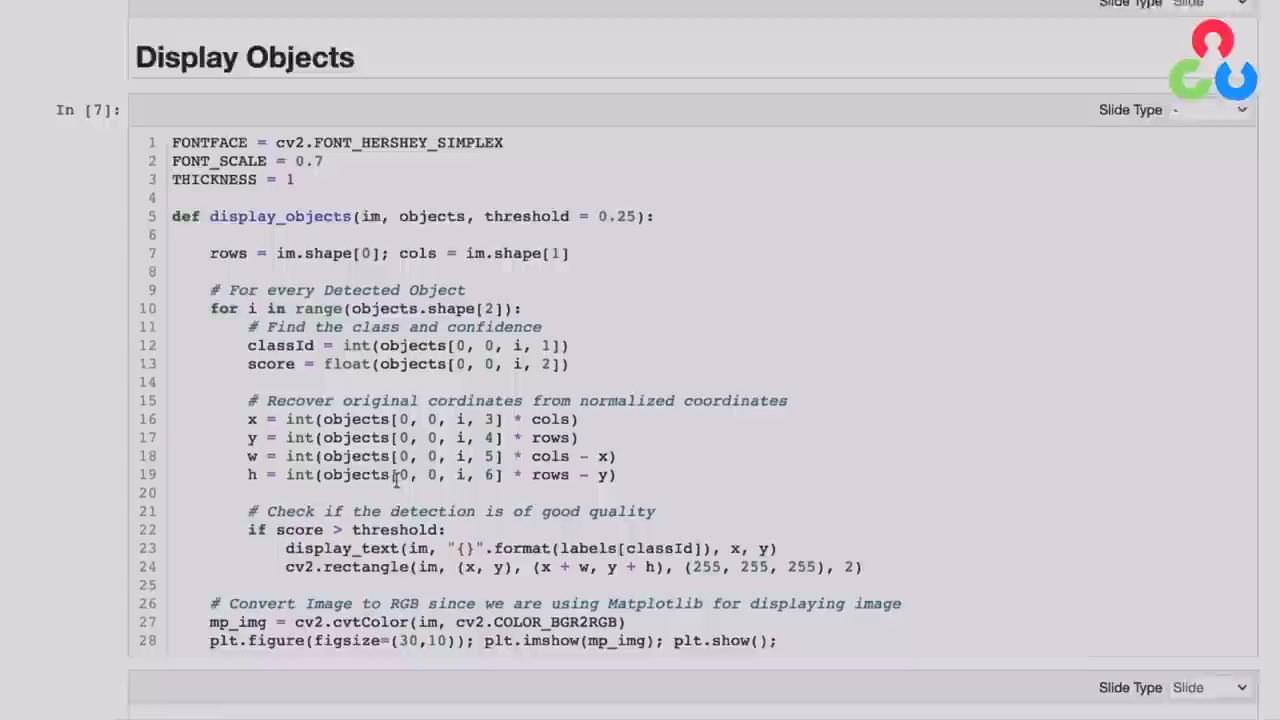 Slide Type Slide
Display Objects
In [7]:
Slide Type -
1 FONTFACE = cv2.FONT_HERSHEY_SIMPLEX
2 FONT_SCALE = 0.7
3 THICKNESS = 1
4
5 def display_objects(im, objects, threshold = 0.25):
6
7 rows = im.shape[0]; cols = im.shape[1]
8
9 # For every Detected Object
10 for i in range(objects.shape[2]):
11 # Find the class and confidence
12 classId = int(objects[0, 0, i, 1])
13 score = float(objects[0, 0, i, 2])
14
15 # Recover original cordinates from normalized coordinates
16 x = int(objects[0, 0, i, 3] * cols)
17 y = int(objects[0, 0, i, 4] * rows)
18 w = int(objects[0, 0, i, 5] * cols - x)
19 h = int(objects[0, 0, i, 6] * rows - y)
20
21 # Check if the detection is of good quality
22 if score > threshold:
23 display_text(im, "{}".format(labels[classId]), x, y)
24 cv2.rectangle(im, (x, y), (x + w, y + h), (255, 255, 255), 2)
25
26 # Convert Image to RGB since we are using Matplotlib for displaying image
27 mp_img = cv2.cvtColor(im, cv2.COLOR_BGR2RGB)
28 plt.figure(figsize=(30,10)); plt.imshow(mp_img); plt.show();
Slide Type Slide